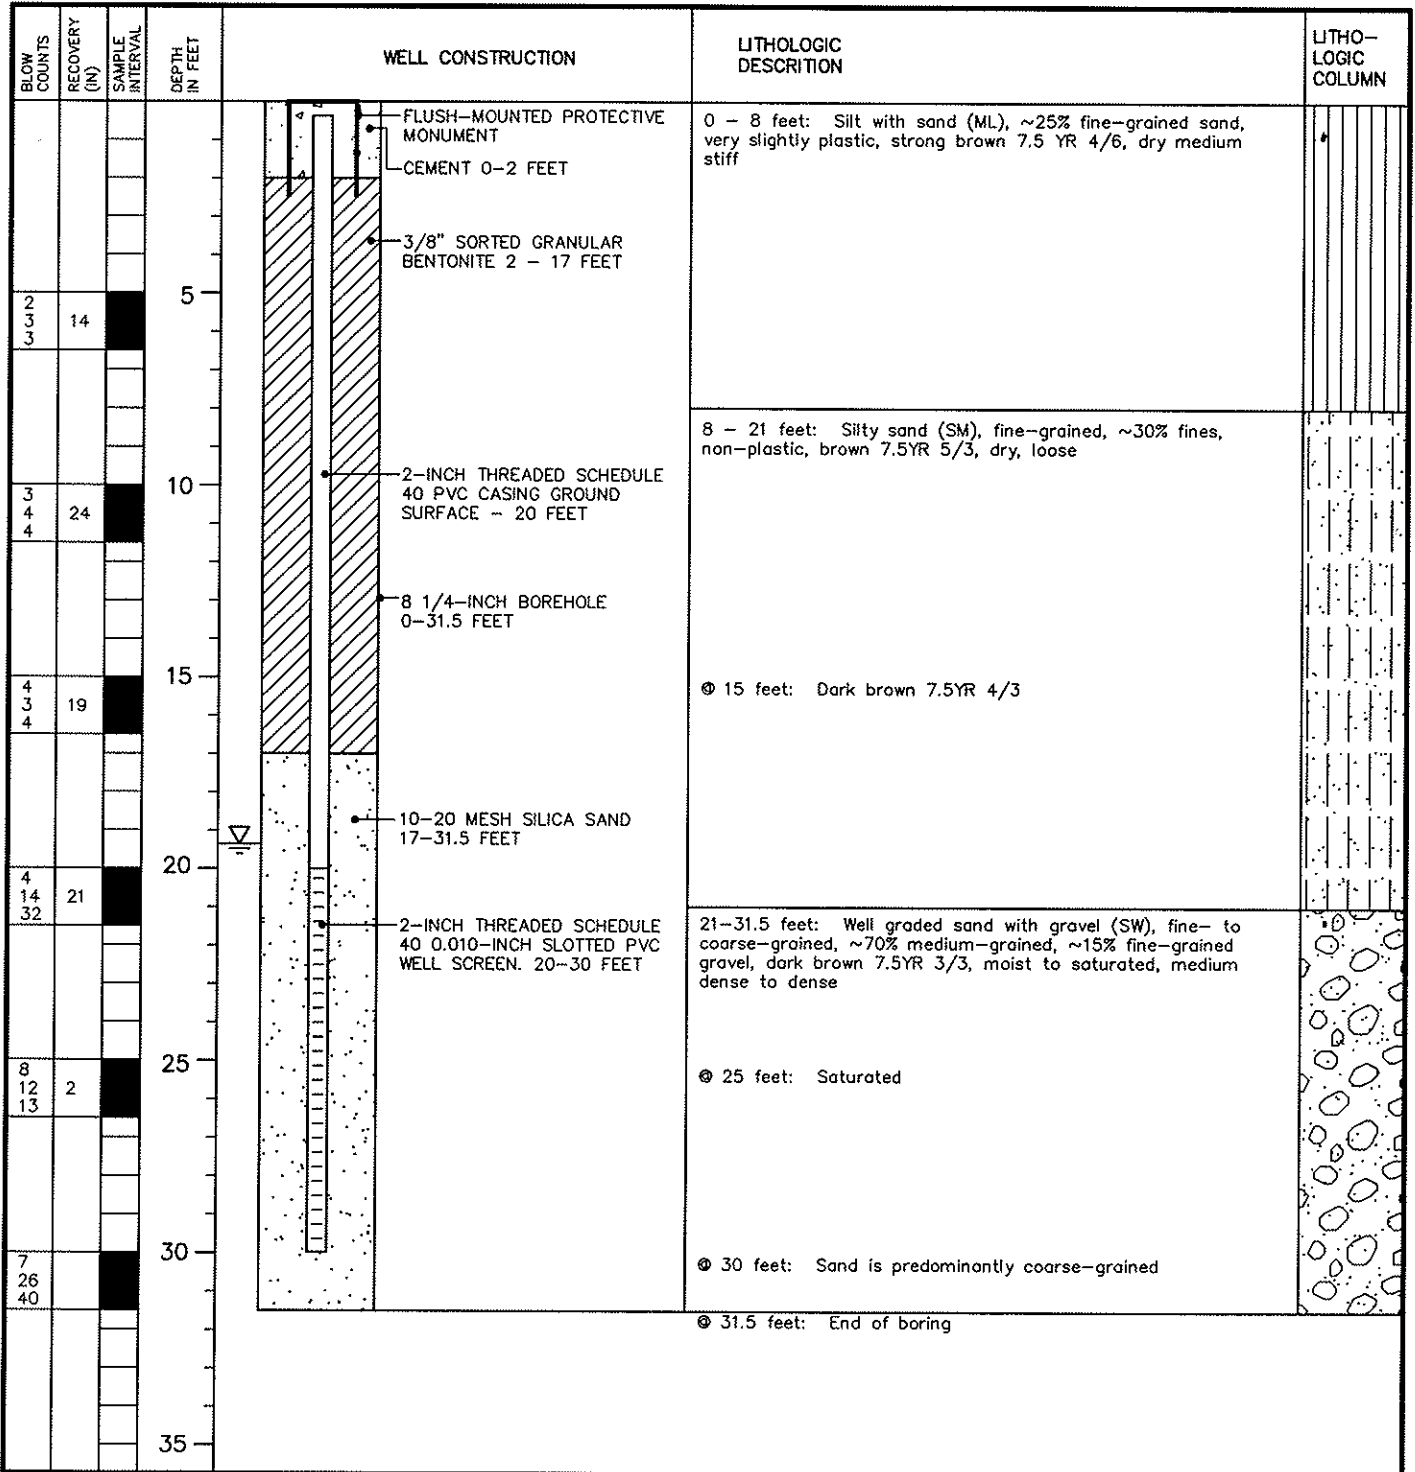 BLOW
COUNTS
RECOVERY
(IN)
SAMPLE
INTERVAL
DEPTH
IN FEET
WELL CONSTRUCTION
LITHOLOGIC
DESCRITION
LITHO-
LOGIC
COLUMN
FLUSH-MOUNTED PROTECTIVE
MONUMENT
CEMENT 0-2 FEET
3/8" SORTED GRANULAR
BENTONITE 2 - 17 FEET
0 - 8 feet: Silt with sand (ML), ~25% fine-grained sand,
very slightly plastic, strong brown 7.5 YR 4/6, dry medium
stiff
2
3
3
14
5
8 - 21 feet: Silty sand (SM), fine-grained, ~30% fines,
non-plastic, brown 7.5YR 5/3, dry, loose
3
4
4
24
10
2-INCH THREADED SCHEDULE
40 PVC CASING GROUND
SURFACE - 20 FEET
8 1/4-INCH BOREHOLE
0-31.5 FEET
4
3
4
19
15
@ 15 feet: Dark brown 7.5YR 4/3
10-20 MESH SILICA SAND
17-31.5 FEET
4
14
32
21
20
2-INCH THREADED SCHEDULE
40 0.010-INCH SLOTTED PVC
WELL SCREEN. 20-30 FEET
21-31.5 feet: Well graded sand with gravel (SW), fine- to
coarse-grained, ~70% medium-grained, ~15% fine-grained
gravel, dark brown 7.5YR 3/3, moist to saturated, medium
dense to dense
8
12
13
2
25
@ 25 feet: Saturated
7
26
40
30
@ 30 feet: Sand is predominantly coarse-grained
@ 31.5 feet: End of boring
35